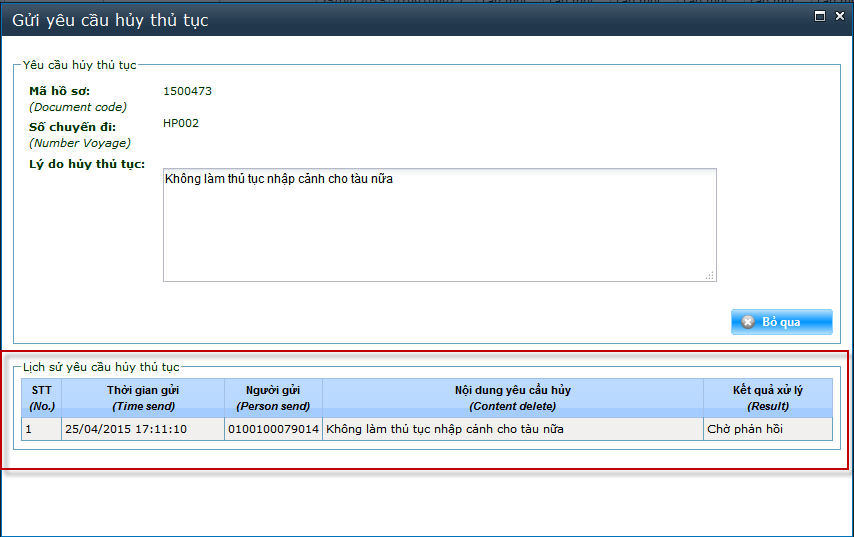 Gửi yêu cầu hủy thủ tục
Yêu cầu hủy thủ tục
Mã hồ sơ: 1500473
(Document code)
Số chuyến đi: HP002
(Number Voyage)
Lý do hủy thủ tục:
Không làm thủ tục nhập cảnh cho tàu nữa
Bỏ qua
Lịch sử yêu cầu hủy thủ tục
STT Thời gian gửi Người gửi Nội dung yêu cầu hủy Kết quả xử lý
(No.) (Time send) (Person send) (Content delete) (Result)
1 25/04/2015 17:11:10 0100100079014 Không làm thủ tục nhập cảnh cho tàu nữa Chờ phản hồi